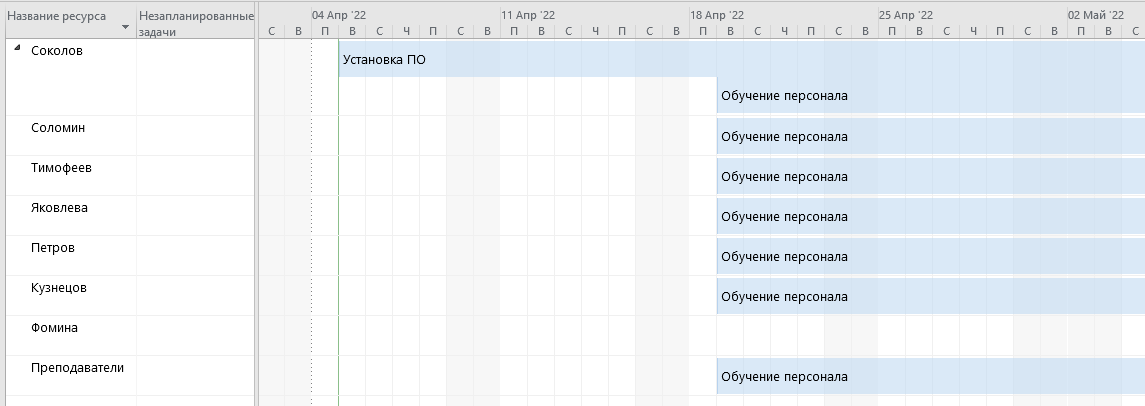 Название ресурса
Незапланированные
задачи
04 Апр '22 11 Апр '22 18 Апр '22 25 Апр '22 02 Май '22
С В П В С Ч П С В П В С Ч П С В П В С Ч П С В П В С Ч П С В П В С
Соколов
Установка ПО
Обучение персонала
Соломин
Обучение персонала
Тимофеев
Обучение персонала
Яковлева
Обучение персонала
Петров
Обучение персонала
Кузнецов
Обучение персонала
Фомина
Преподаватели
Обучение персонала